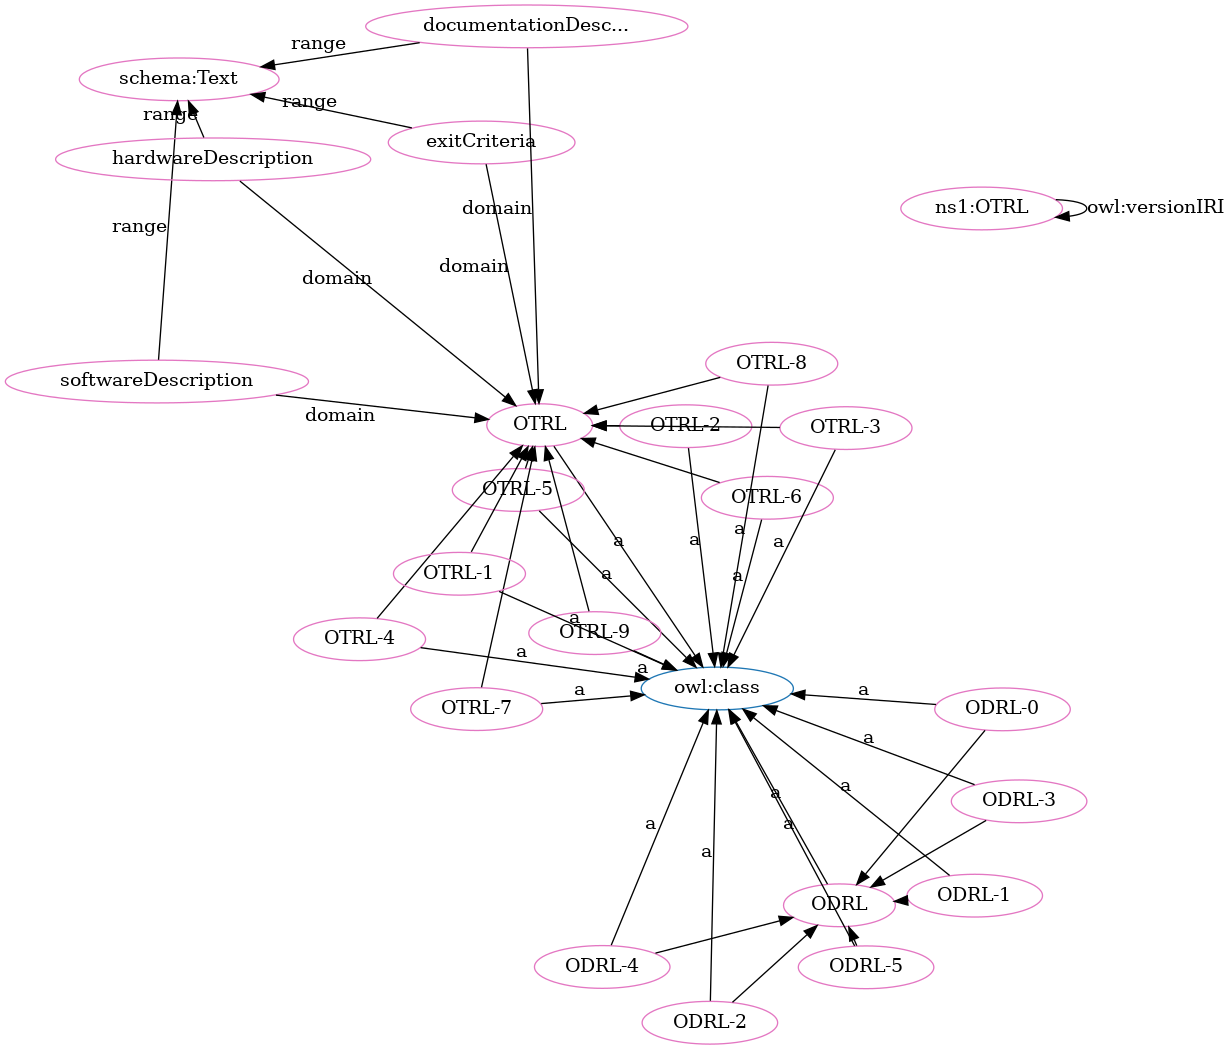 documentationDesc...
range
schema:Text
range
range
exitCriteria
hardwareDescription
ns1:OTRL
owl:versionIRI
domain
range
domain
domain
OTRL-8
softwareDescription
domain
OTRL
OTRL-2
OTRL-3
OTRL-5
OTRL-6
a
a
a
a
OTRL-1
a
a
a
OTRL-9
OTRL-4
a
a
owl:class
a
a
OTRL-7
ODRL-0
a
a
a
ODRL-3
a
a
a
ODRL-1
ODRL
ODRL-4
ODRL-5
ODRL-2